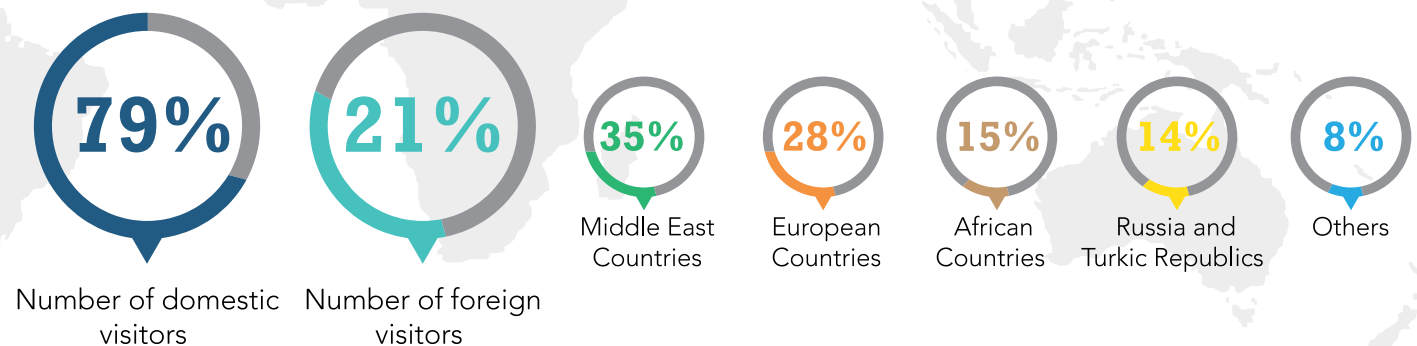 79%
Number of domestic
visitors
21%
Number of foreign
visitors
35%
Middle East
Countries
28%
European
Countries
15%
African
Countries
14%
Russia and
Turkic Republics
8%
Others